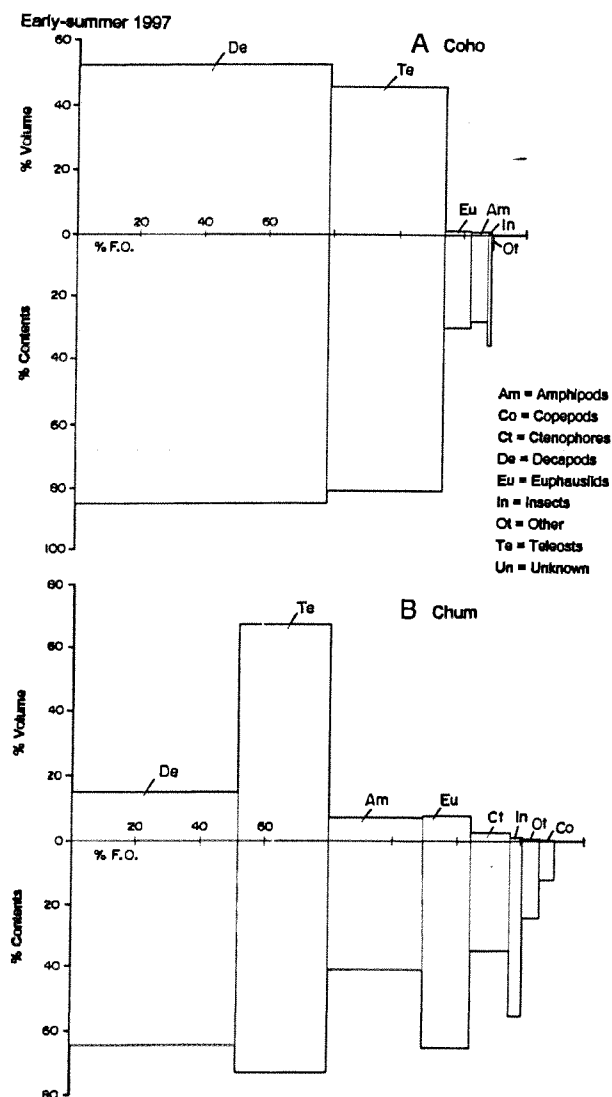 Early-summer 1997
A Coho
60
De
Te
% Volume
40
20
Eu
Am
In
0
20
40
60
Ot
% F.O.
20
% Contents
40
60
80
100
Am = Amphipods
Co = Copepods
Ct = Ctenophores
De = Decapods
Eu = Euphausiids
In = Insects
Ot = Other
Te = Teleosts
Un = Unknown
80
Te
B Chum
60
% Volume
40
20
De
Am
Eu
Ct
In
Ot
Co
0
20
40
60
% F.O.
20
% Contents
40
60
80